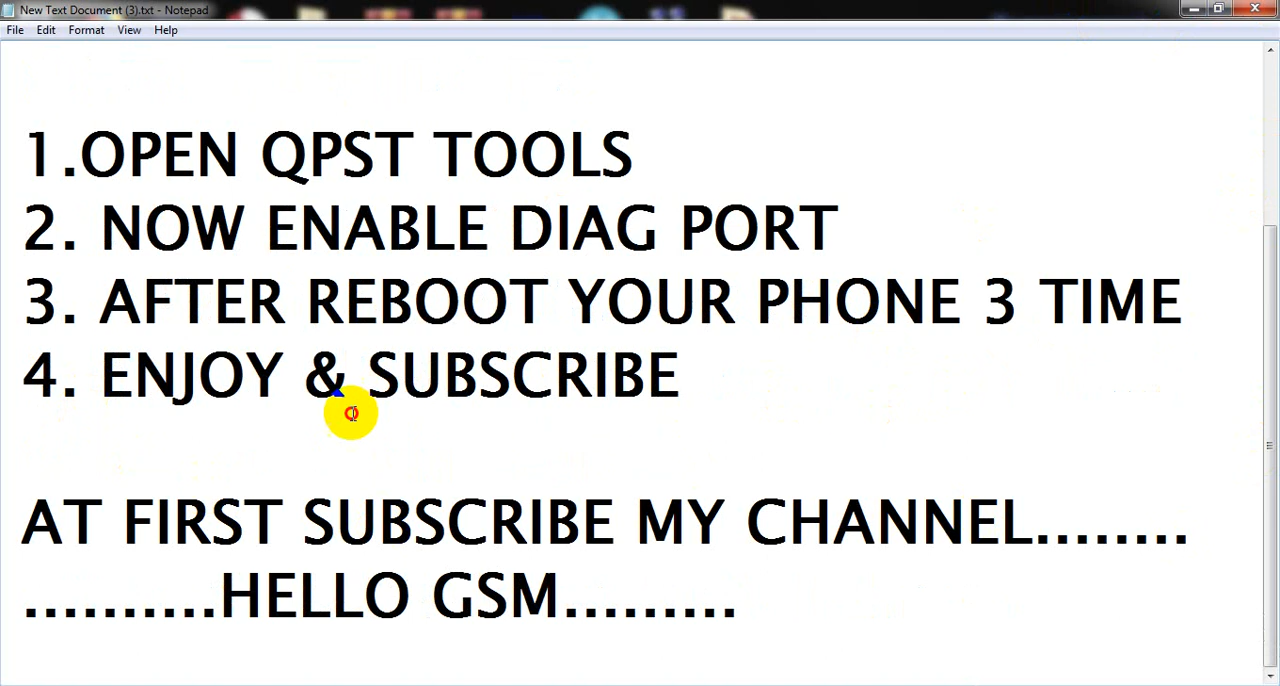 New Text Document (3).txt - Notepad
File Edit Format View Help
1.OPEN QPST TOOLS
2. NOW ENABLE DIAG PORT
3. AFTER REBOOT YOUR PHONE 3 TIME
4. ENJOY & SUBSCRIBE
AT FIRST SUBSCRIBE MY CHANNEL........
..........HELLO GSM.........